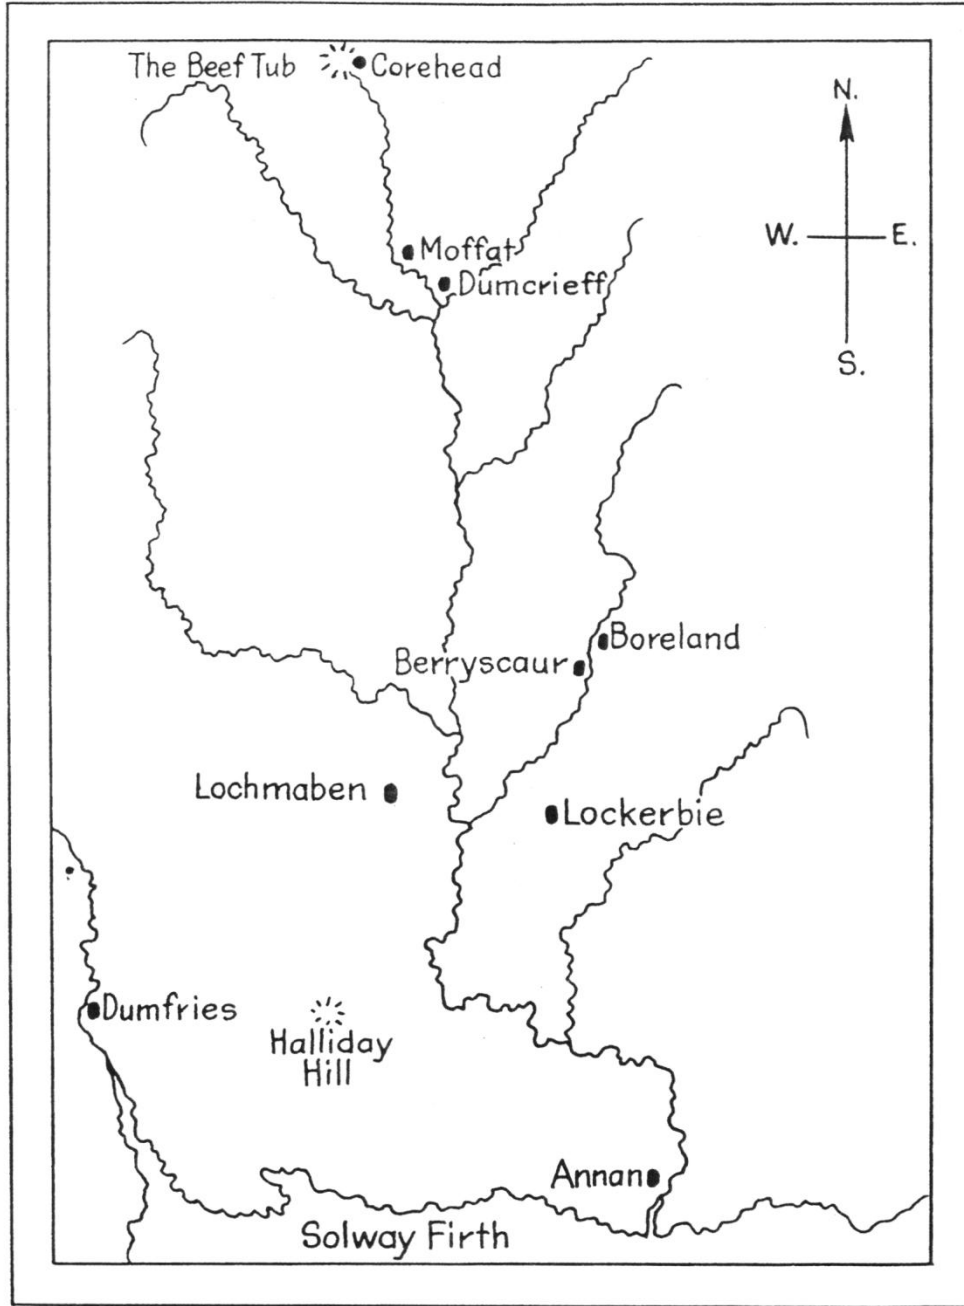 The Beef Tub
Corehead
N.
W.
E.
S.
Moffat
Dumcrieff
Boreland
Berryscaur
Lochmaben
Lockerbie
Dumfries
Halliday
Hill
Annan
Solway Firth